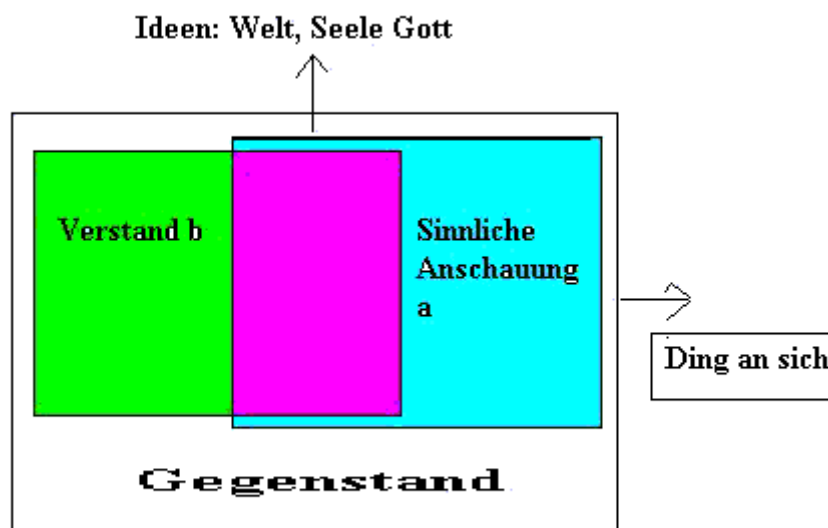 Ideen: Welt, Seele Gott
Verstand b
Sinnliche
Anschauung
a
Ding an sich
Gegenstand